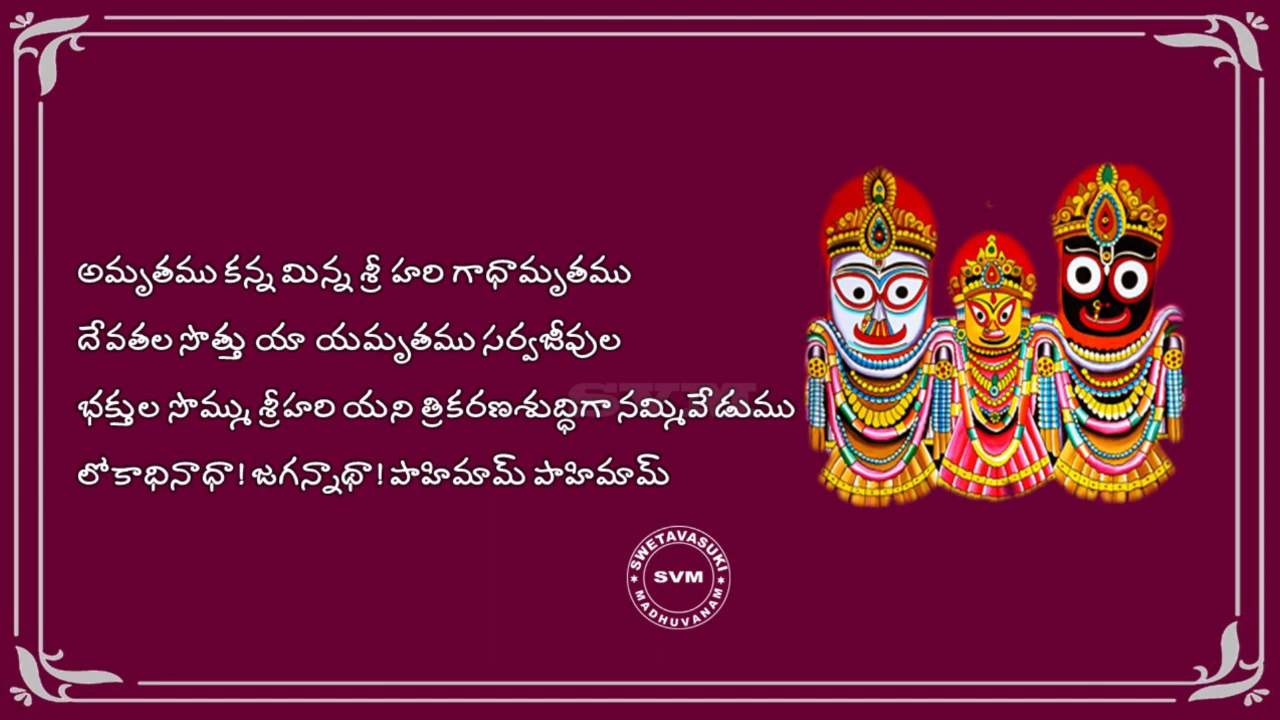 అమృతము కన్న మిన్న శ్రీ హరి గాధామృతము
దేవతల సొత్తు యా యమృతము సర్వజీవుల
భక్తుల సొమ్ము శ్రీహరి యని త్రికరణశుద్ధిగా నమ్మివేడుము
లోకాధినాధా ! జగన్నాథా ! పాహిమామ్ పాహిమామ్
SWETAVASUKI
SVM
MADHUVANAM